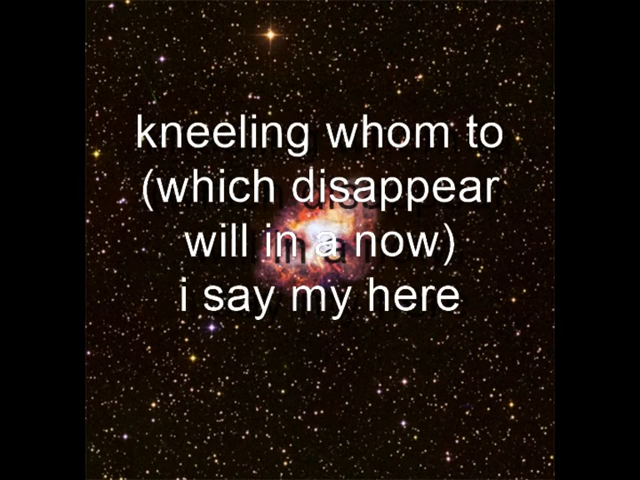 kneeling whom to
(which disappear
will in a now)
i say my here